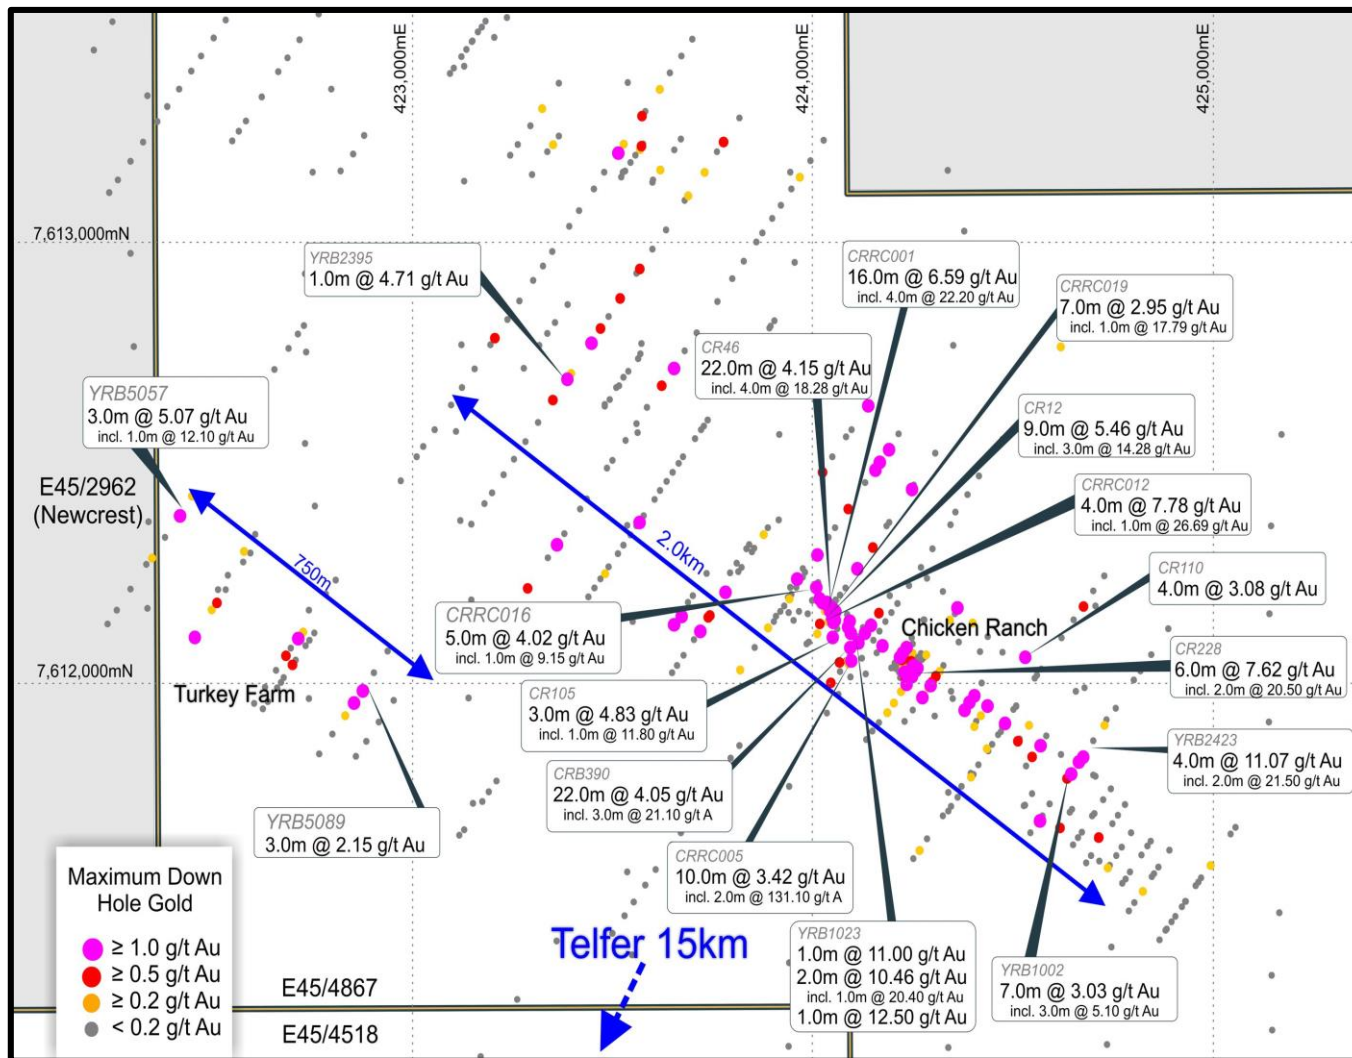 423,000mE
424,000mE
425,000mE
7,613,000mN
YRB2395
1.0m @ 4.71 g/t Au
CRRC001
16.0m @ 6.59 g/t Au
incl. 4.0m @ 22.20 g/t Au
CRRC019
7.0m @ 2.95 g/t Au
incl. 1.0m @ 17.79 g/t Au
CR46
22.0m @ 4.15 g/t Au
incl. 4.0m @ 18.28 g/t Au
YRB5057
3.0m @ 5.07 g/t Au
incl. 1.0m @ 12.10 g/t Au
CR12
9.0m @ 5.46 g/t Au
incl. 3.0m @ 14.28 g/t Au
E45/2962
(Newcrest)
CRRC012
4.0m @ 7.78 g/t Au
incl. 1.0m @ 26.69 g/t Au
750m
2.0km
CR110
4.0m @ 3.08 g/t Au
CRRC016
5.0m @ 4.02 g/t Au
incl. 1.0m @ 9.15 g/t Au
Chicken Ranch
CR228
6.0m @ 7.62 g/t Au
incl. 2.0m @ 20.50 g/t Au
7,612,000mN
Turkey Farm
CR105
3.0m @ 4.83 g/t Au
incl. 1.0m @ 11.80 g/t Au
YRB2423
4.0m @ 11.07 g/t Au
incl. 2.0m @ 21.50 g/t Au
CRB390
22.0m @ 4.05 g/t Au
incl. 3.0m @ 21.10 g/t A
YRB5089
3.0m @ 2.15 g/t Au
CRRC005
10.0m @ 3.42 g/t Au
incl. 2.0m @ 131.10 g/t A
YRB1023
1.0m @ 11.00 g/t Au
2.0m @ 10.46 g/t Au
incl. 1.0m @ 20.40 g/t Au
1.0m @ 12.50 g/t Au
YRB1002
7.0m @ 3.03 g/t Au
incl. 3.0m @ 5.10 g/t Au
Telfer 15km
Maximum Down
Hole Gold
≥ 1.0 g/t Au
≥ 0.5 g/t Au
≥ 0.2 g/t Au
< 0.2 g/t Au
E45/4867
E45/4518